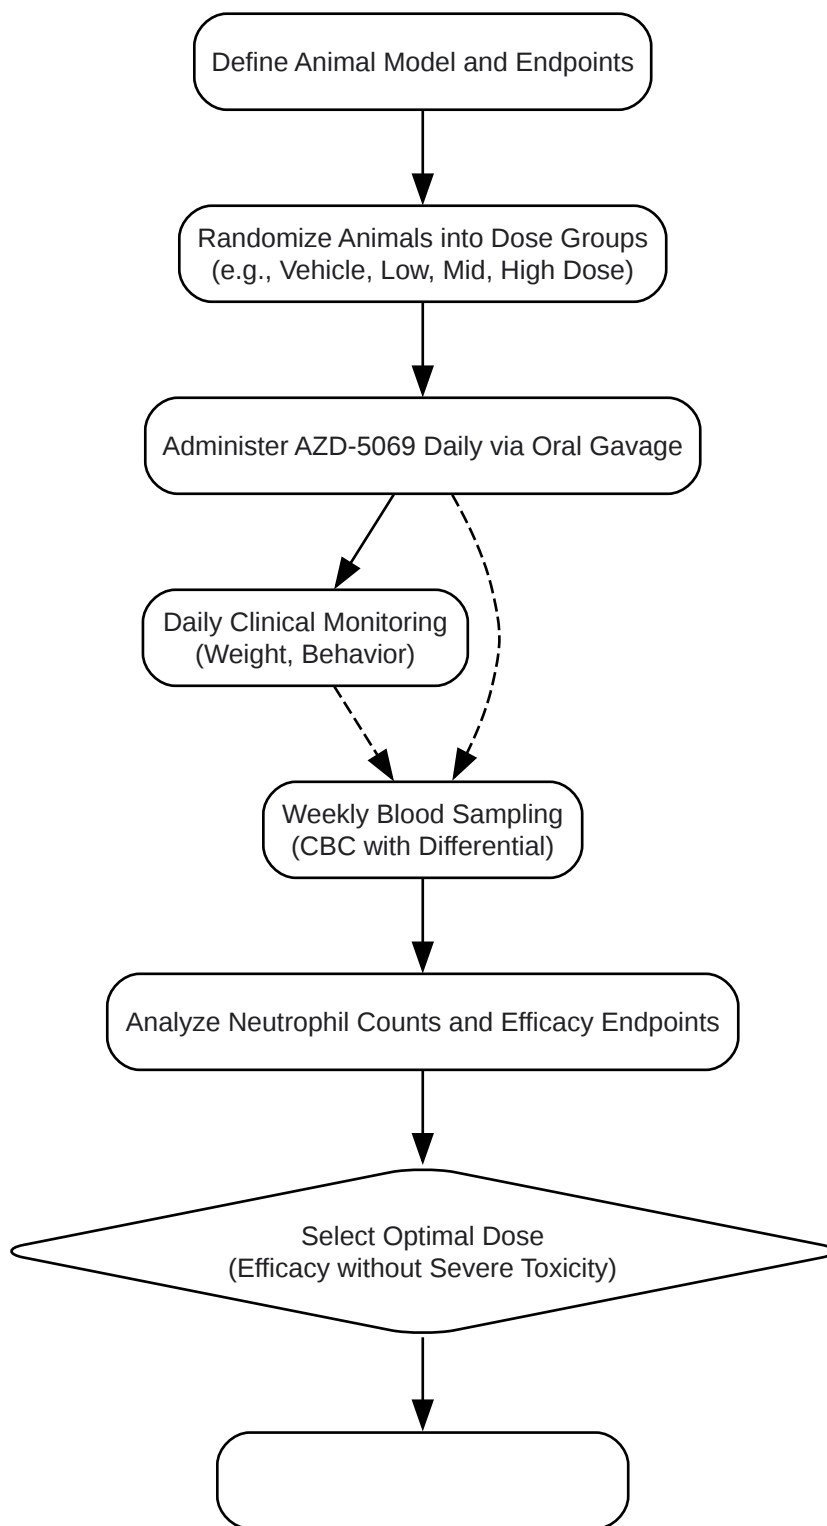 Define Animal Model and Endpoints
Randomize Animals into Dose Groups
(e.g., Vehicle, Low, Mid, High Dose)
Administer AZD-5069 Daily via Oral Gavage
Daily Clinical Monitoring
(Weight, Behavior)
Weekly Blood Sampling
(CBC with Differential)
Analyze Neutrophil Counts and Efficacy Endpoints
Select Optimal Dose
(Efficacy without Severe Toxicity)